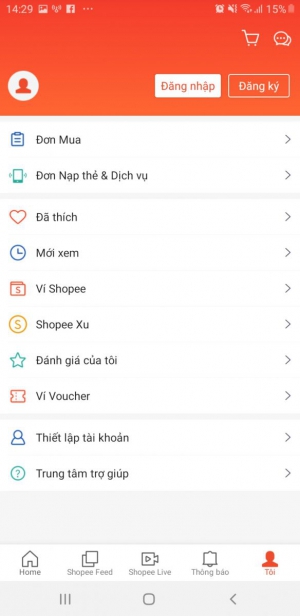 14:29
15%
Đăng nhập
Đăng ký
Đơn Mua
Đơn Nạp thẻ & Dịch vụ
Đã thích
Mới xem
Ví Shopee
Shopee Xu
Đánh giá của tôi
Ví Voucher
Thiết lập tài khoản
Trung tâm trợ giúp
Home
Shopee Feed
Shopee Live
Thông báo
Tôi